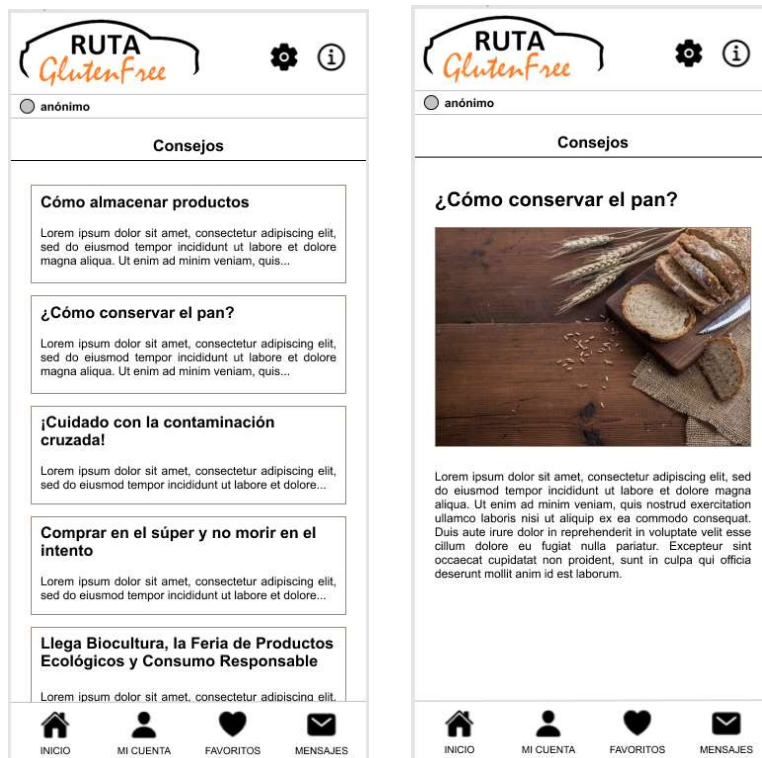 RUTA
GlutenFree
anónimo
Consejos
Cómo almacenar productos
Lorem ipsum dolor sit amet, consectetur adipiscing elit,
sed do eiusmod tempor incididunt ut labore et dolore
magna aliqua. Ut enim ad minim veniam, quis...
¿Cómo conservar el pan?
Lorem ipsum dolor sit amet, consectetur adipiscing elit,
sed do eiusmod tempor incididunt ut labore et dolore
magna aliqua. Ut enim ad minim veniam, quis...
¡Cuidado con la contaminación
cruzada!
Lorem ipsum dolor sit amet, consectetur adipiscing elit,
sed do eiusmod tempor incididunt ut labore et dolore...
Comprar en el súper y no morir en el
intento
Lorem ipsum dolor sit amet, consectetur adipiscing elit,
sed do eiusmod tempor incididunt ut labore et dolore...
Llega Biocultura, la Feria de Productos
Ecológicos y Consumo Responsable
Lorem ipsum dolor sit amet, consectetur adipiscing elit,
INICIO MI CUENTA FAVORITOS MENSAJES
RUTA
GlutenFree
anónimo
Consejos
¿Cómo conservar el pan?
Lorem ipsum dolor sit amet, consectetur adipiscing elit, sed
do eiusmod tempor incididunt ut labore et dolore magna
aliqua. Ut enim ad minim veniam, quis nostrud exercitation
ullamco laboris nisi ut aliquip ex ea commodo consequat.
Duis aute irure dolor in reprehenderit in voluptate velit esse
cillum dolore eu fugiat nulla pariatur. Excepteur sint
occaecat cupidatat non proident, sunt in culpa qui officia
deserunt mollit anim id est laborum.
INICIO MI CUENTA FAVORITOS MENSAJES